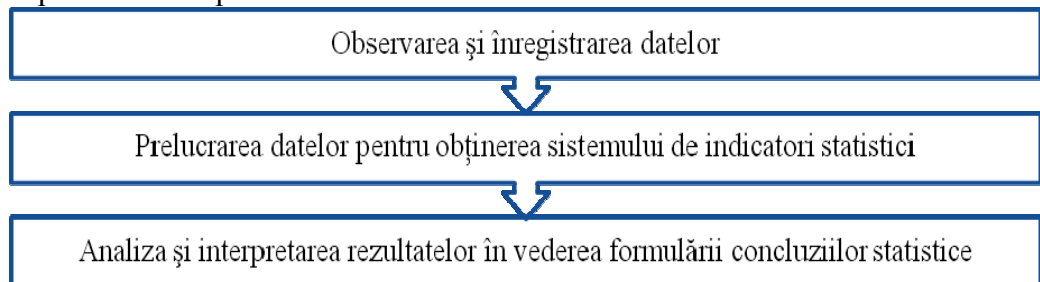 Observarea şi înregistrarea datelor
Prelucrarea datelor pentru obţinerea sistemului de indicatori statistici
Analiza şi interpretarea rezultatelor în vederea formulării concluziilor statistice